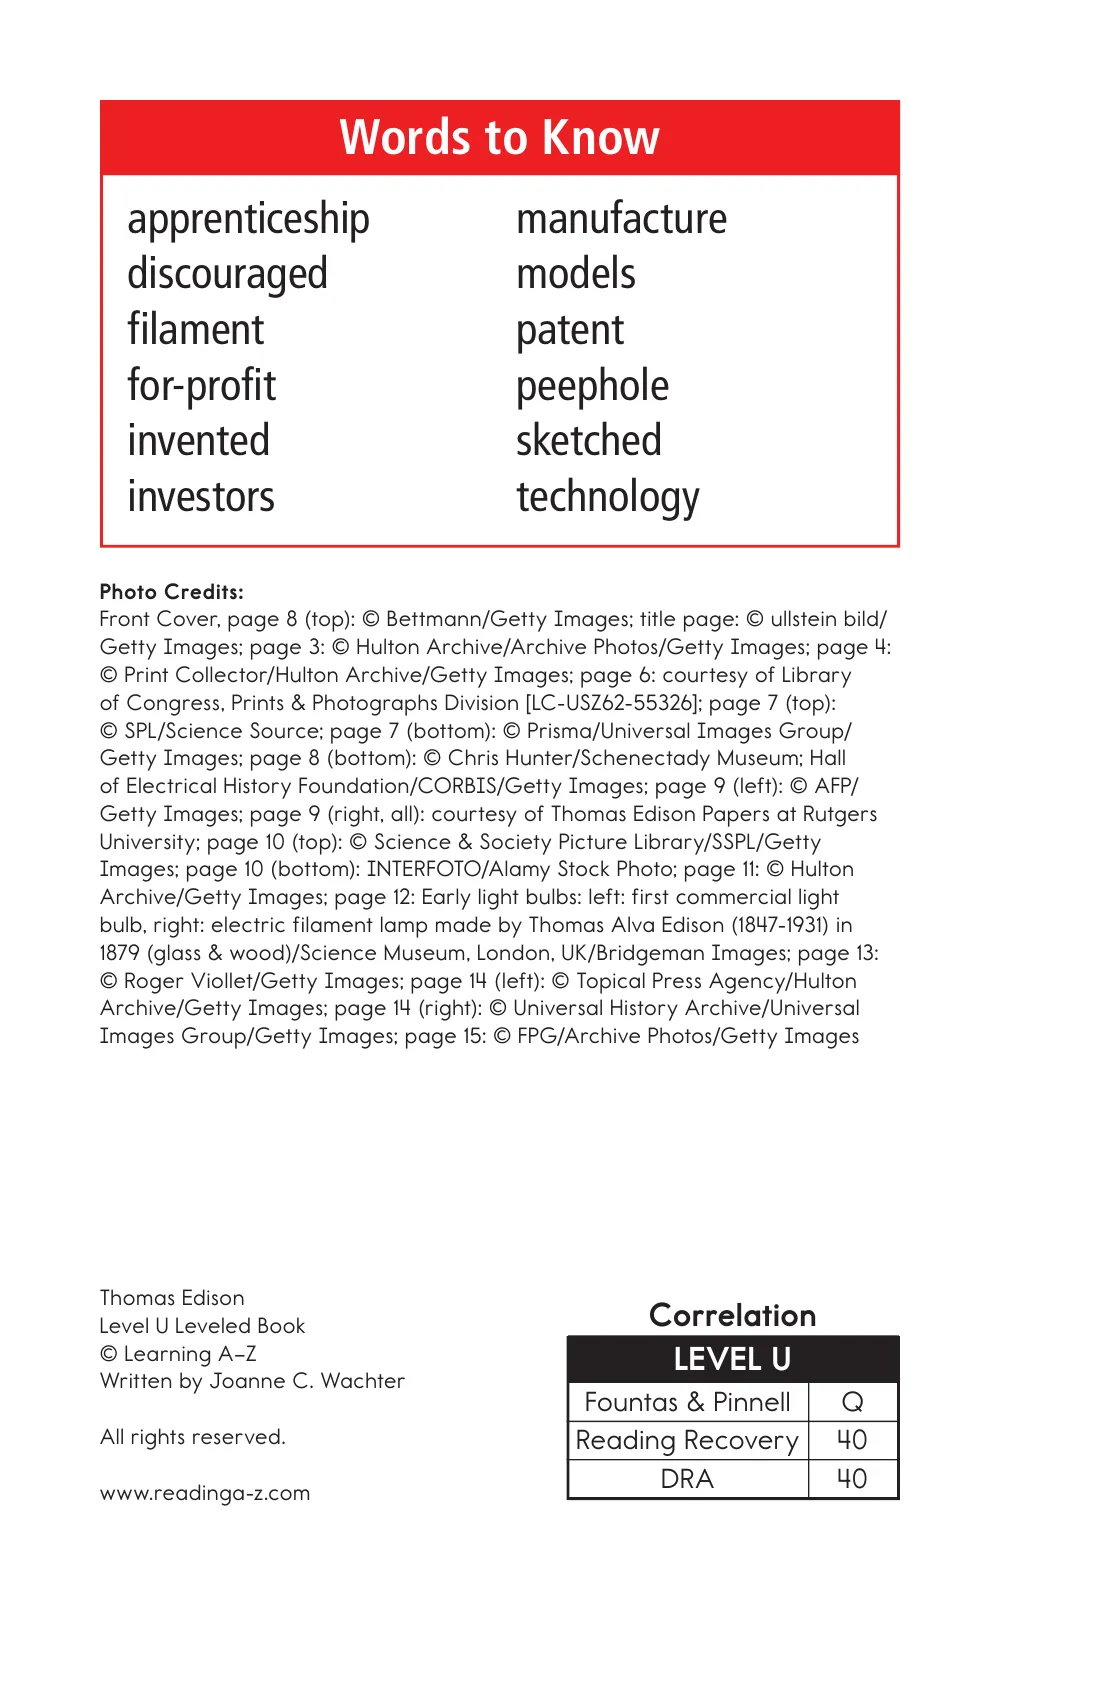 Words to Know
apprenticeship
discouraged
filament
for-profit
invented
investors
manufacture
models
patent
peephole
sketched
technology
Photo Credits:
Front Cover, page 8 (top): © Bettmann/Getty Images; title page: © ullstein bild/
Getty Images; page 3: © Hulton Archive/Archive Photos/Getty Images; page 4:
© Print Collector/Hulton Archive/Getty Images; page 6: courtesy of Library
of Congress, Prints & Photographs Division [LC-USZ62-55326]; page 7 (top):
© SPL/Science Source; page 7 (bottom): © Prisma/Universal Images Group/
Getty Images; page 8 (bottom): © Chris Hunter/Schenectady Museum; Hall
of Electrical History Foundation/CORBIS/Getty Images; page 9 (left): © AFP/
Getty Images; page 9 (right, all): courtesy of Thomas Edison Papers at Rutgers
University; page 10 (top): © Science & Society Picture Library/SSPL/Getty
Images; page 10 (bottom): INTERFOTO/Alamy Stock Photo; page 11: © Hulton
Archive/Getty Images; page 12: Early light bulbs: left: first commercial light
bulb, right: electric filament lamp made by Thomas Alva Edison (1847-1931) in
1879 (glass & wood)/Science Museum, London, UK/Bridgeman Images; page 13:
© Roger Viollet/Getty Images; page 14 (left): © Topical Press Agency/Hulton
Archive/Getty Images; page 14 (right): © Universal History Archive/Universal
Images Group/Getty Images; page 15: © FPG/Archive Photos/Getty Images
Thomas Edison
Level U Leveled Book
© Learning A–Z
Written by Joanne C. Wachter
All rights reserved.
www.readinga-z.com
Correlation
LEVEL U
Fountas & Pinnell Q
Reading Recovery 40
DRA 40